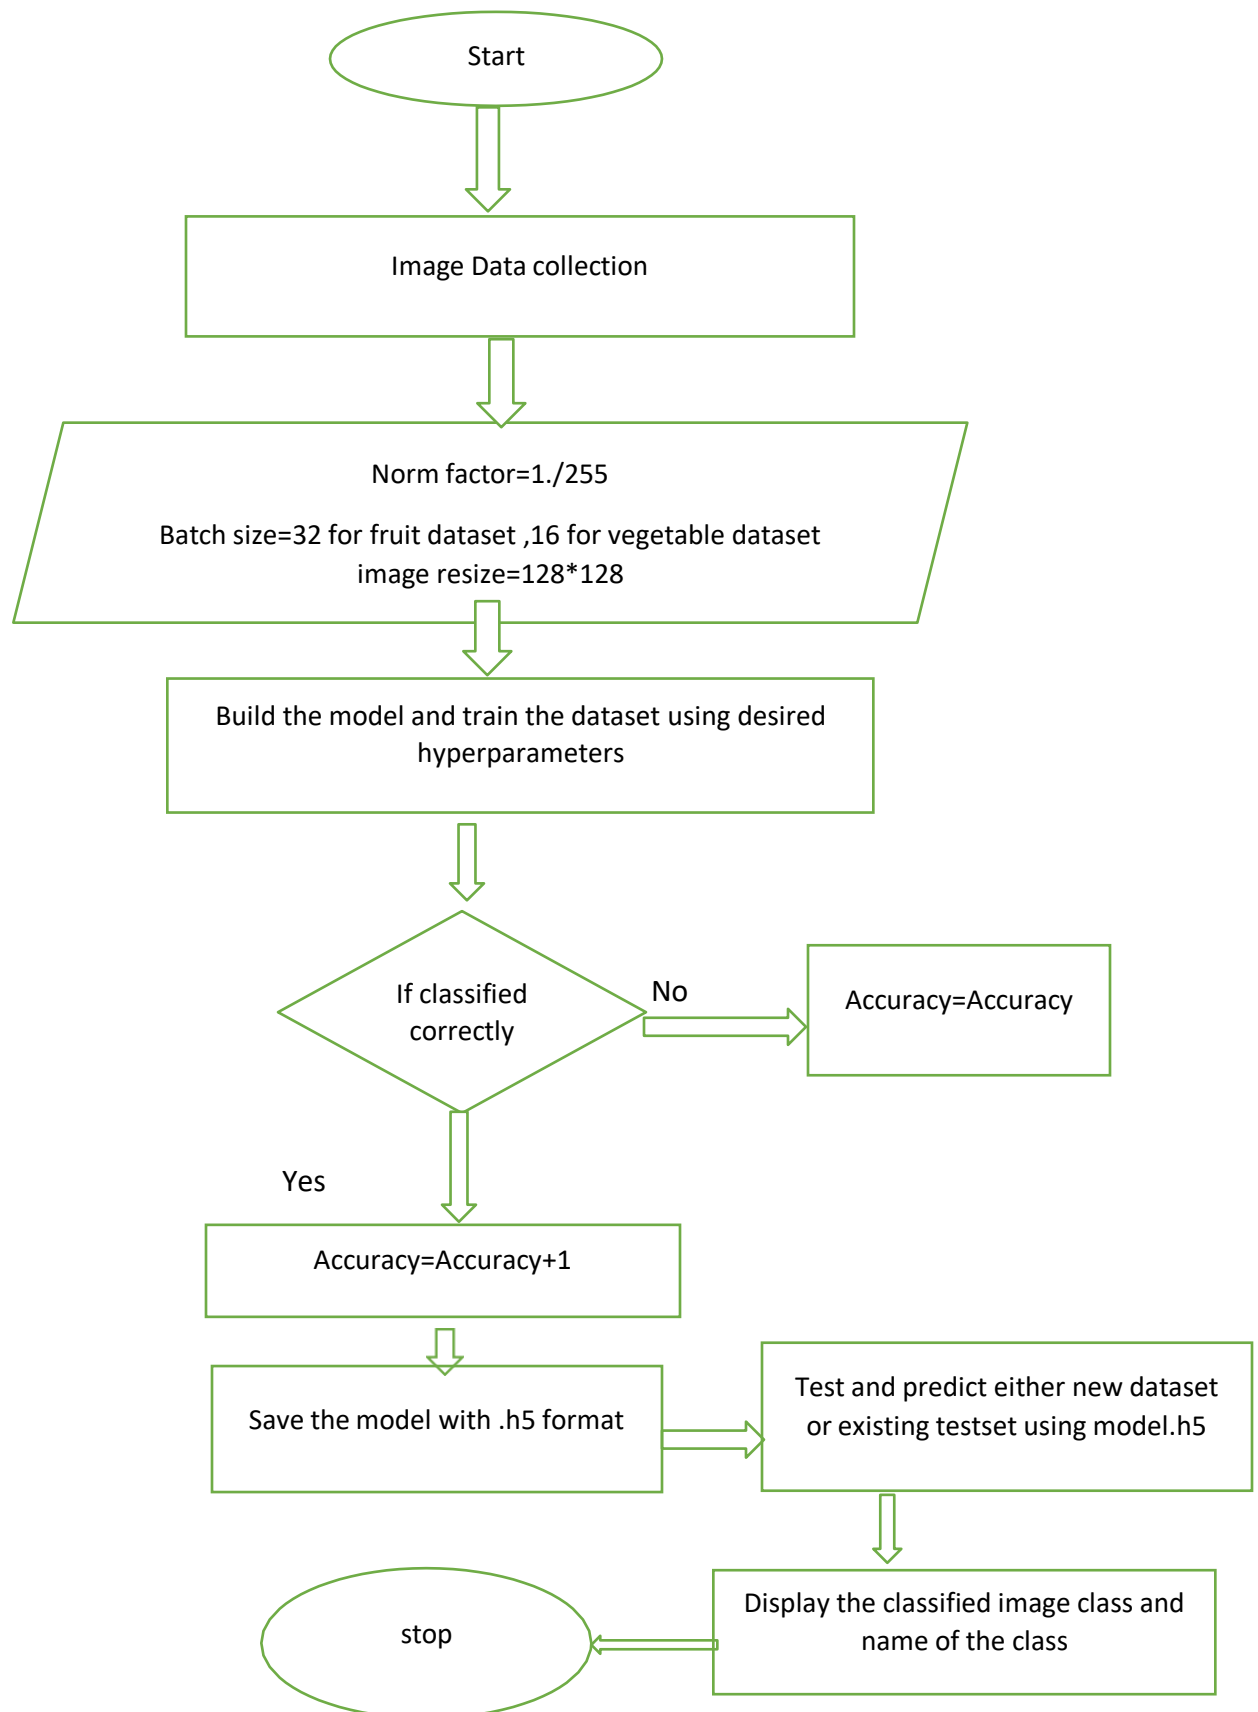 Start
Image Data collection
Norm factor=1./255
Batch size=32 for fruit dataset ,16 for vegetable dataset
image resize=128*128
Build the model and train the dataset using desired
hyperparameters
If classified
correctly
No
Accuracy=Accuracy
Yes
Accuracy=Accuracy+1
Save the model with .h5 format
Test and predict either new dataset
or existing testset using model.h5
Display the classified image class and
name of the class
stop